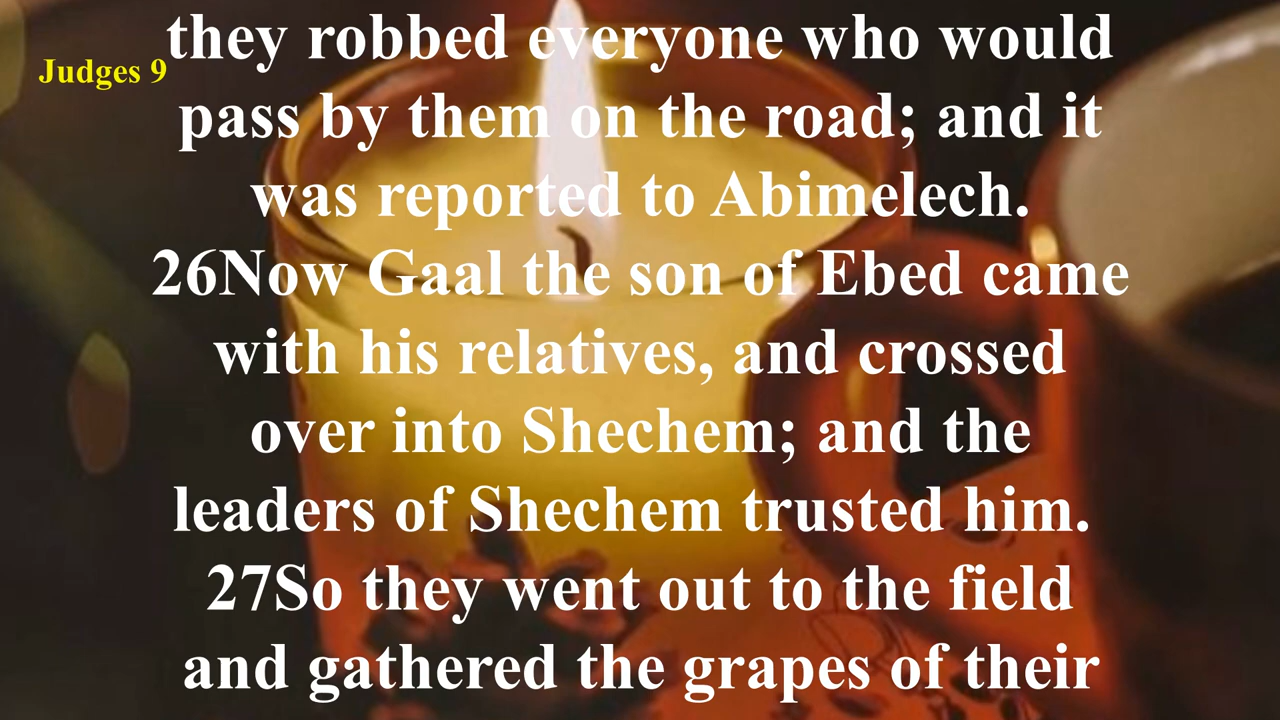 they robbed everyone who would
Judges 9
pass by them on the road; and it
was reported to Abimelech.
26Now Gaal the son of Ebed came
with his relatives, and crossed
over into Shechem; and the
leaders of Shechem trusted him.
27So they went out to the field
and gathered the grapes of their